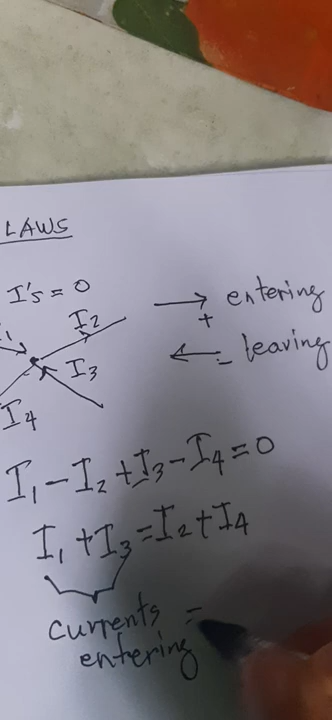 LAWS
I's = 0
I2
I3
I4
→ entering
+
← leaving
-
I1 - I2 + I3 - I4 = 0
I1 + I3 = I2 + I4
currents =
entering